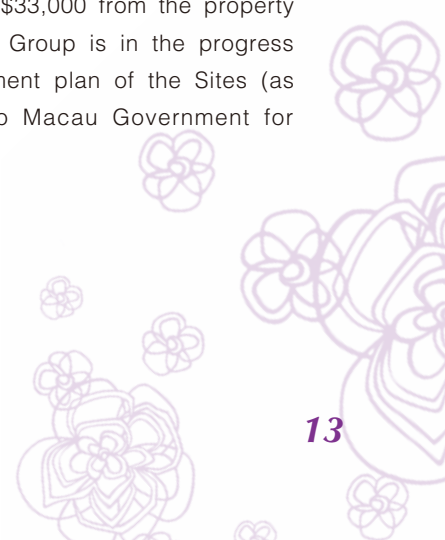 $33,000 from the property
Group is in the progress
ment plan of the Sites (as
o Macau Government for
13